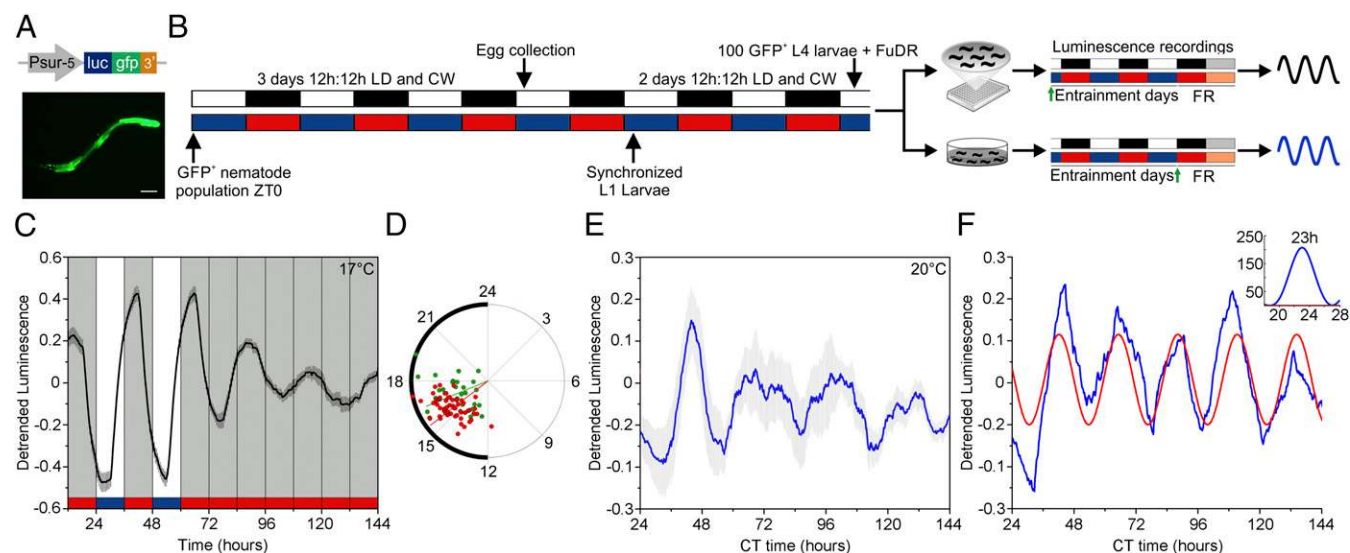 A
Psur-5 luc gfp 3'
B
Egg collection
100 GFP+ L4 larvae + FuDR
3 days 12h:12h LD and CW
2 days 12h:12h LD and CW
GFP+ nematode
population ZT0
Synchronized
L1 Larvae
Luminescence recordings
Entrainment days FR
Entrainment days FR
C
17°C
Detrended Luminescence
0.6
0.4
0.2
0
-0.2
-0.4
-0.6
24 48 72 96 120 144
Time (hours)
D
24
21 3
18 6
15 9
12
E
20°C
Detrended Luminescence
0.3
0.2
0.2
0
-0.2
-0.1
-0.3
24 48 72 96 120 144
CT time (hours)
F
Detrended Luminescence
0.3
0.2
0.2
0
-0.2
-0.1
-0.3
24 48 72 96 120 144
CT time (hours)
23h
250
150
50
20 24 28